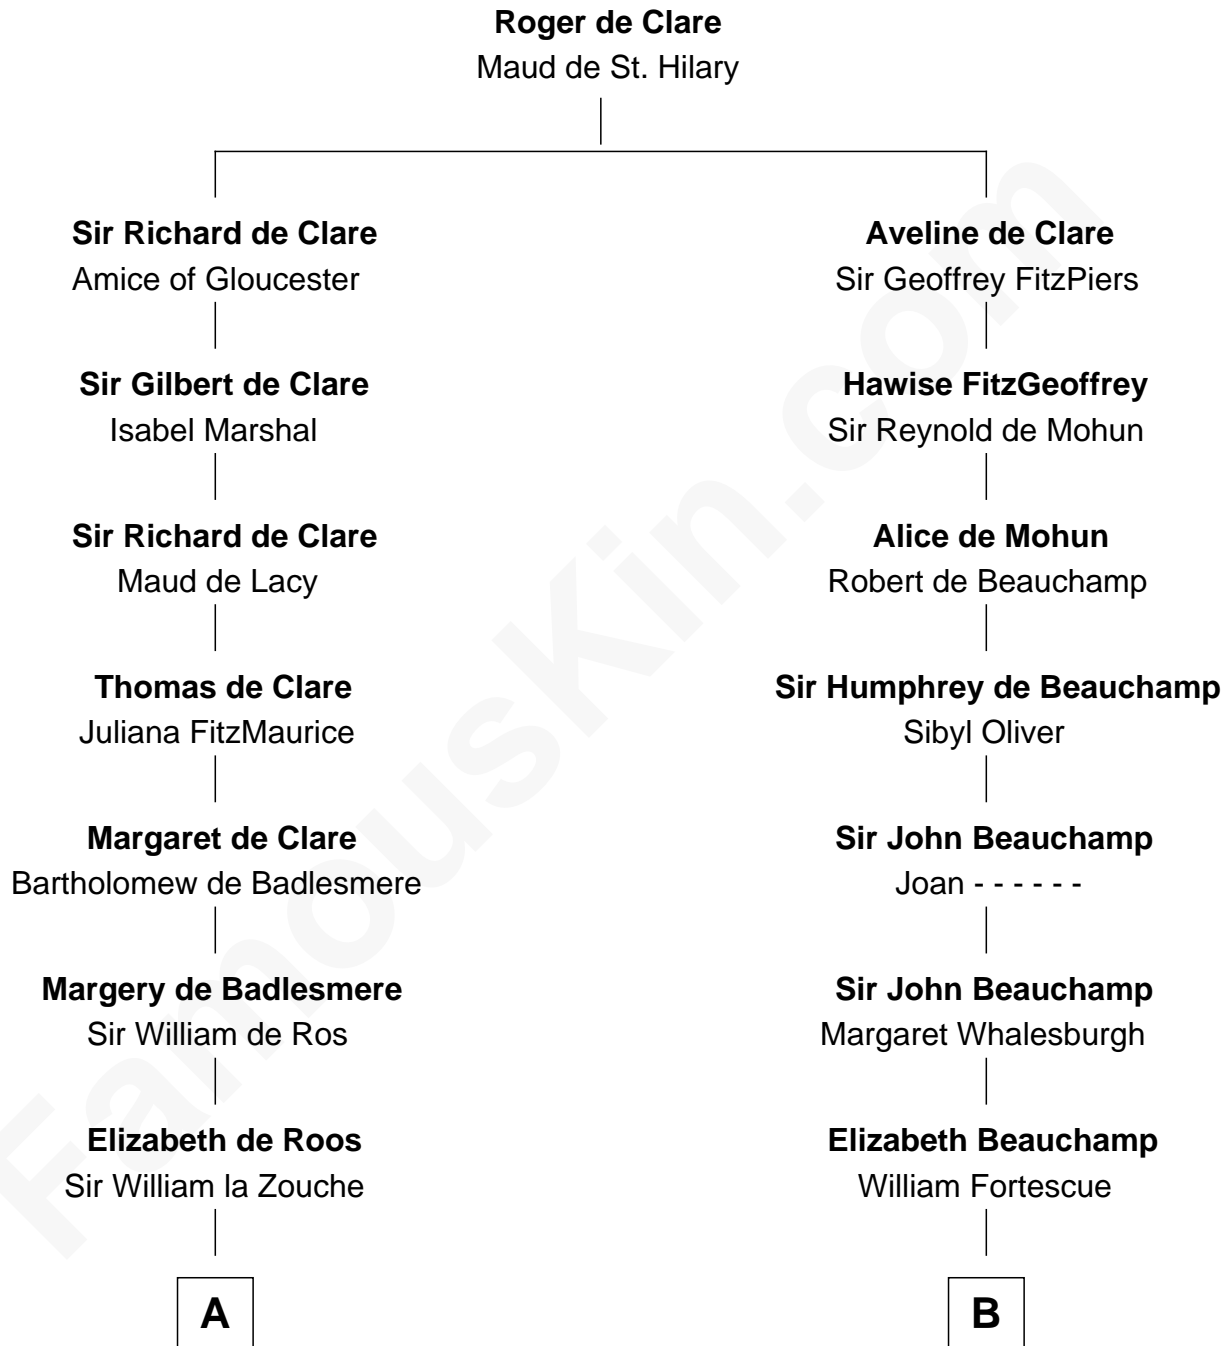 Roger de Clare
Maud de St. Hilary
Sir Richard de Clare
Amice of Gloucester
Aveline de Clare
Sir Geoffrey FitzPiers
Sir Gilbert de Clare
Isabel Marshal
Hawise FitzGeoffrey
Sir Reynold de Mohun
Sir Richard de Clare
Maud de Lacy
Alice de Mohun
Robert de Beauchamp
Thomas de Clare
Juliana FitzMaurice
Sir Humphrey de Beauchamp
Sibyl Oliver
Margaret de Clare
Bartholomew de Badlesmere
Sir John Beauchamp
Joan - - - - - -
Margery de Badlesmere
Sir William de Ros
Sir John Beauchamp
Margaret Whalesburgh
Elizabeth de Roos
Sir William la Zouche
Elizabeth Beauchamp
William Fortescue
A
B
FamousKin.com